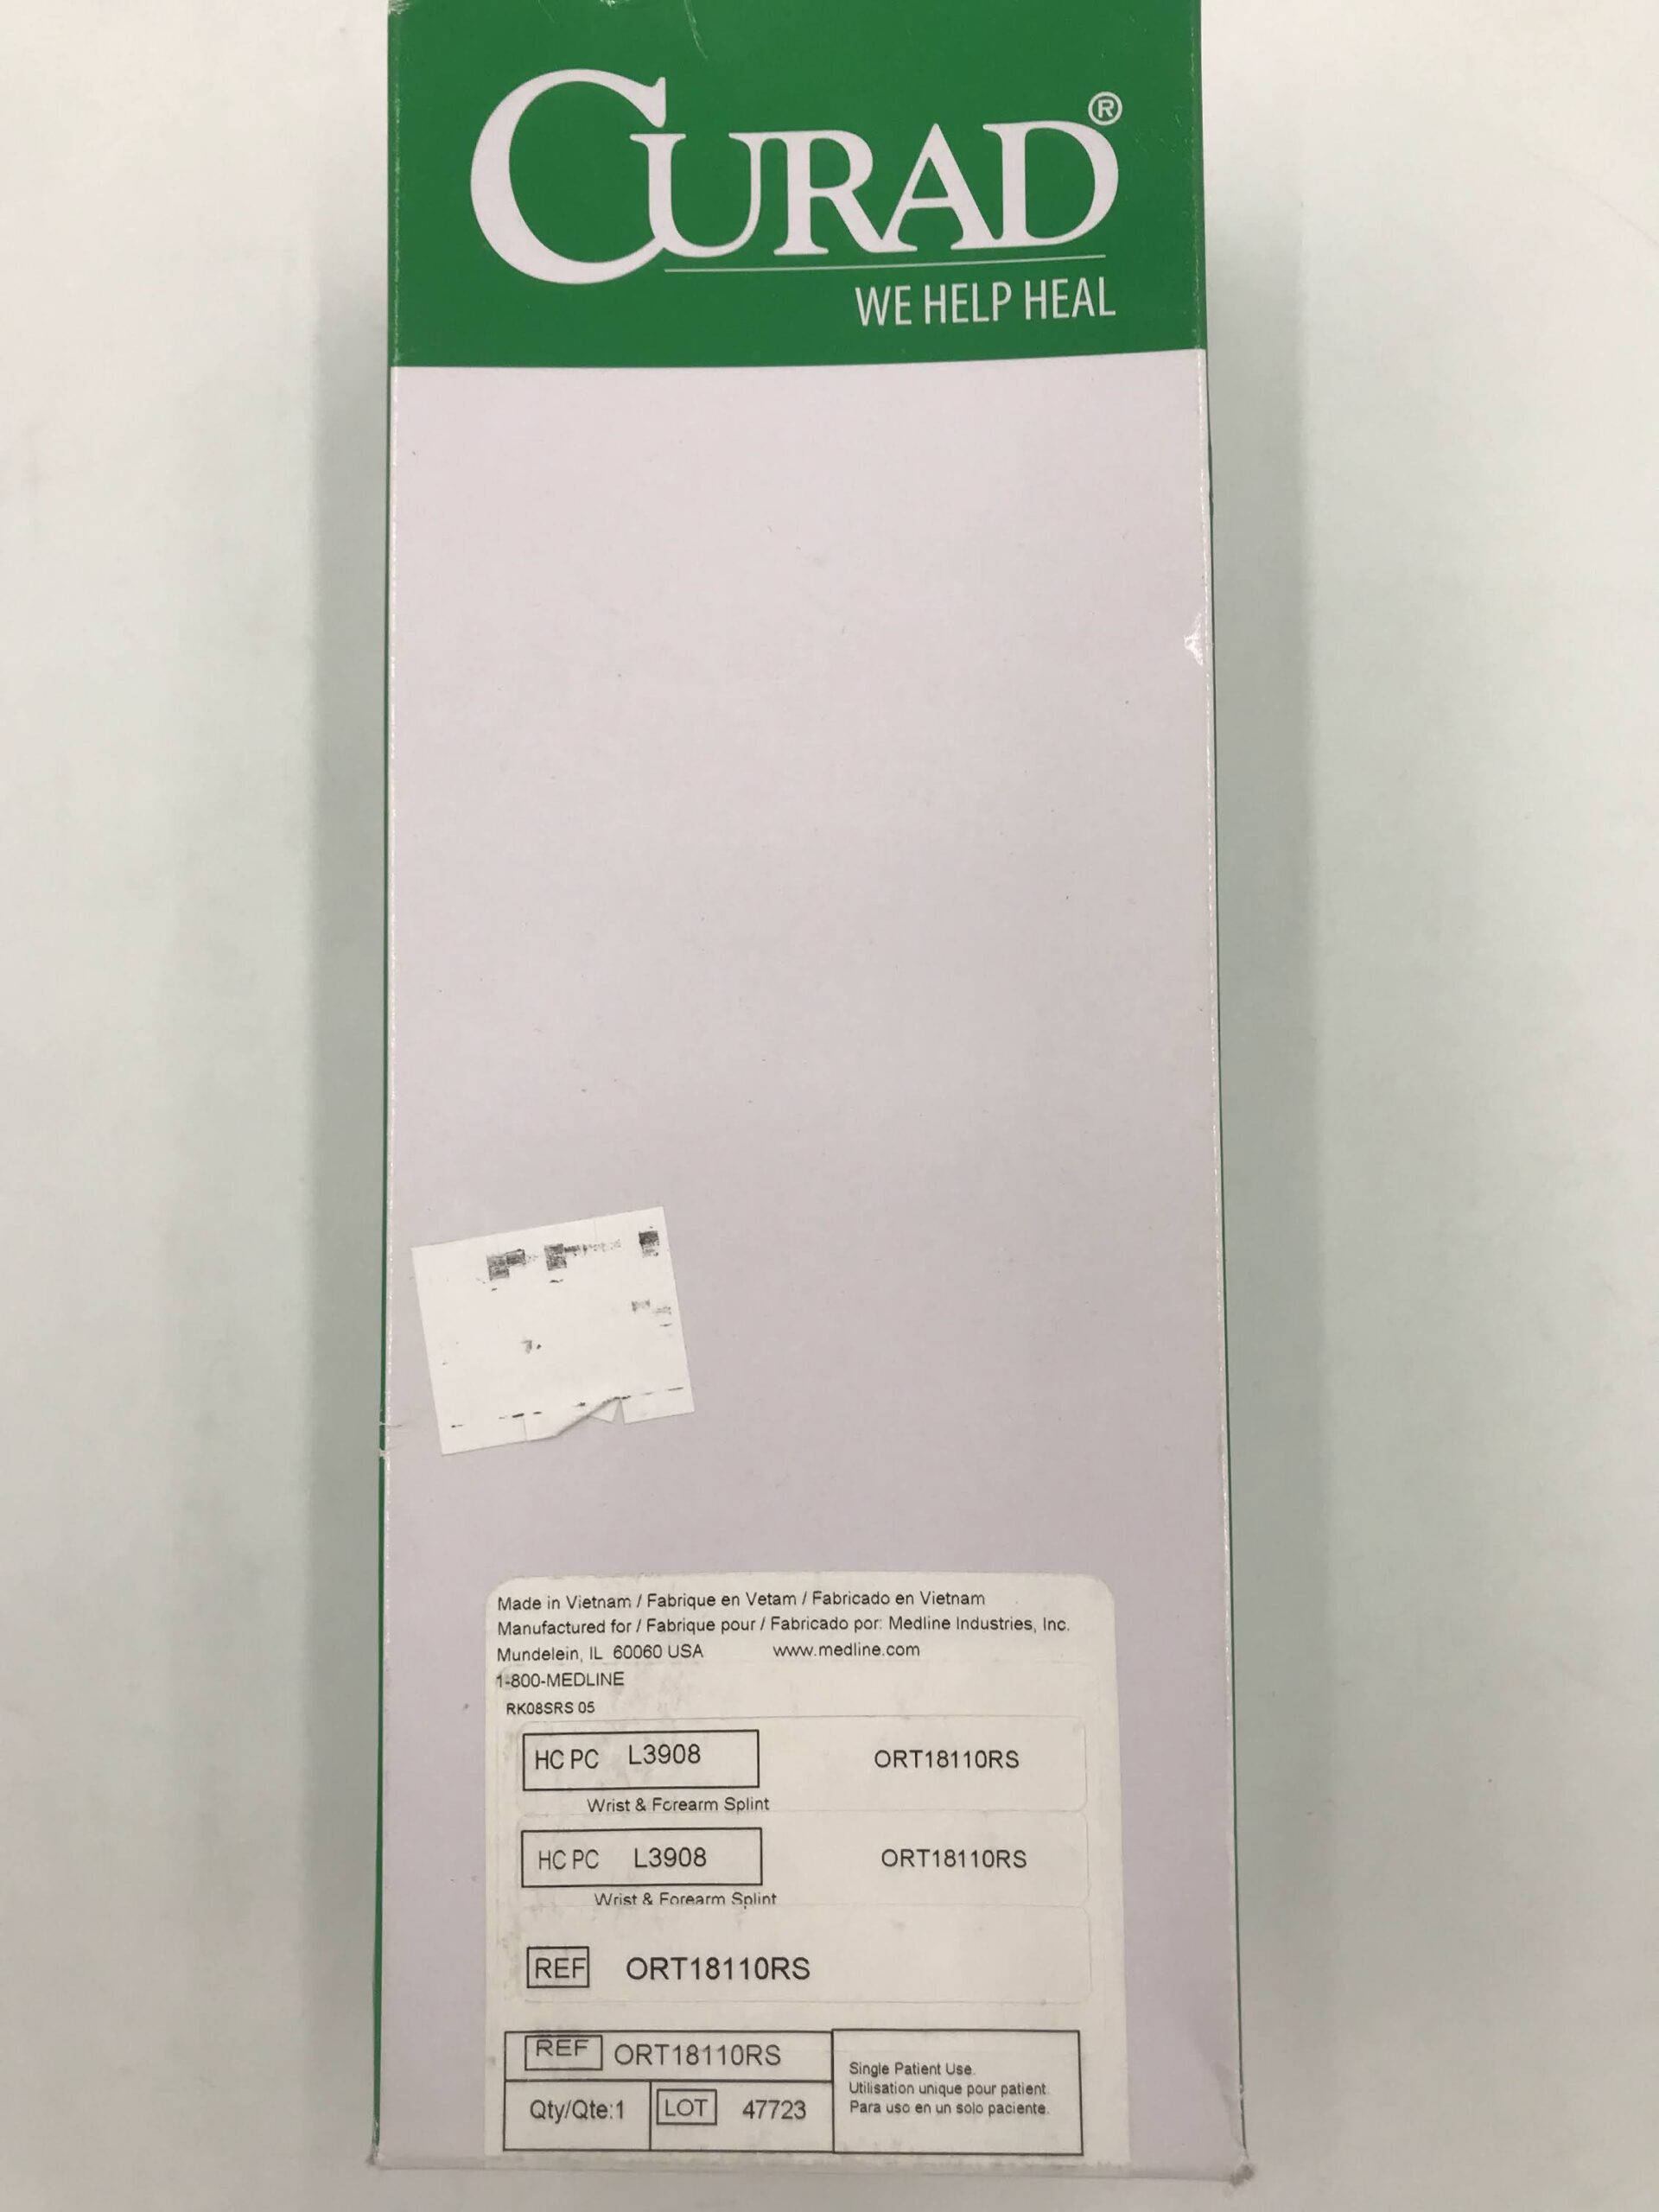 CURAD®
WE HELP HEAL
Made in Vietnam / Fabrique en Vetam / Fabricado en Vietnam
Manufactured for / Fabrique pour / Fabricado por: Medline Industries, Inc.
Mundelein, IL 60060 USA www.medline.com
1-800-MEDLINE
RK08SRS 05
HC PC L3908 ORT18110RS
Wrist & Forearm Splint
HC PC L3908 ORT18110RS
Wrist & Forearm Splint
REF ORT18110RS
REF ORT18110RS
Qty/Qte:1 LOT 47723
Single Patient Use.
Utilisation unique pour patient.
Para uso en un solo paciente.